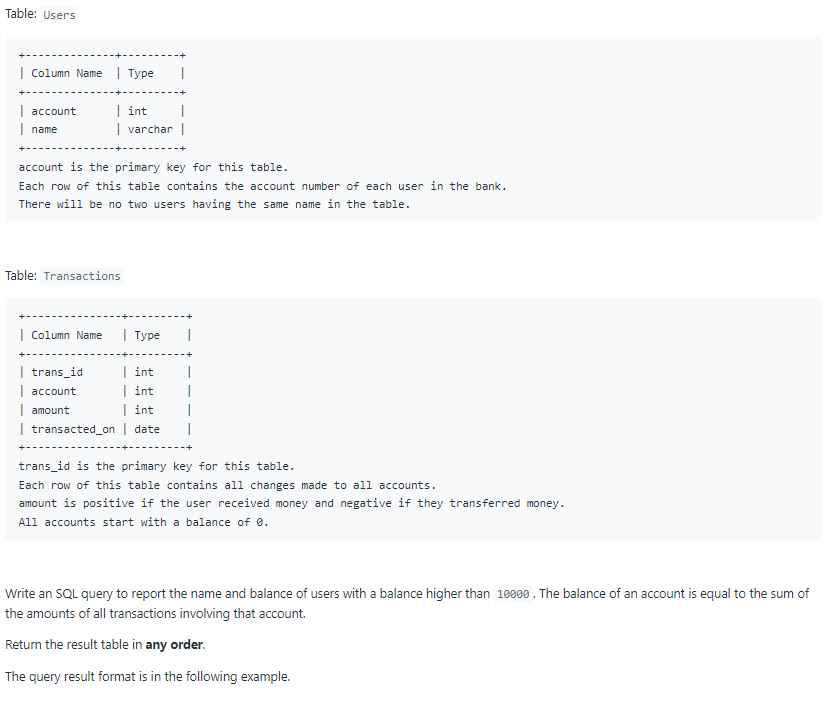 Table: Users
+--------------+---------+
| Column Name | Type |
+--------------+---------+
| account | int |
| name | varchar |
+--------------+---------+
account is the primary key for this table.
Each row of this table contains the account number of each user in the bank.
There will be no two users having the same name in the table.
Table: Transactions
+---------------+---------+
| Column Name | Type |
+---------------+---------+
| trans_id | int |
| account | int |
| amount | int |
| transacted_on | date |
+---------------+---------+
trans_id is the primary key for this table.
Each row of this table contains all changes made to all accounts.
amount is positive if the user received money and negative if they transferred money.
All accounts start with a balance of 0.
Write an SQL query to report the name and balance of users with a balance higher than 10000. The balance of an account is equal to the sum of
the amounts of all transactions involving that account.
Return the result table in any order.
The query result format is in the following example.